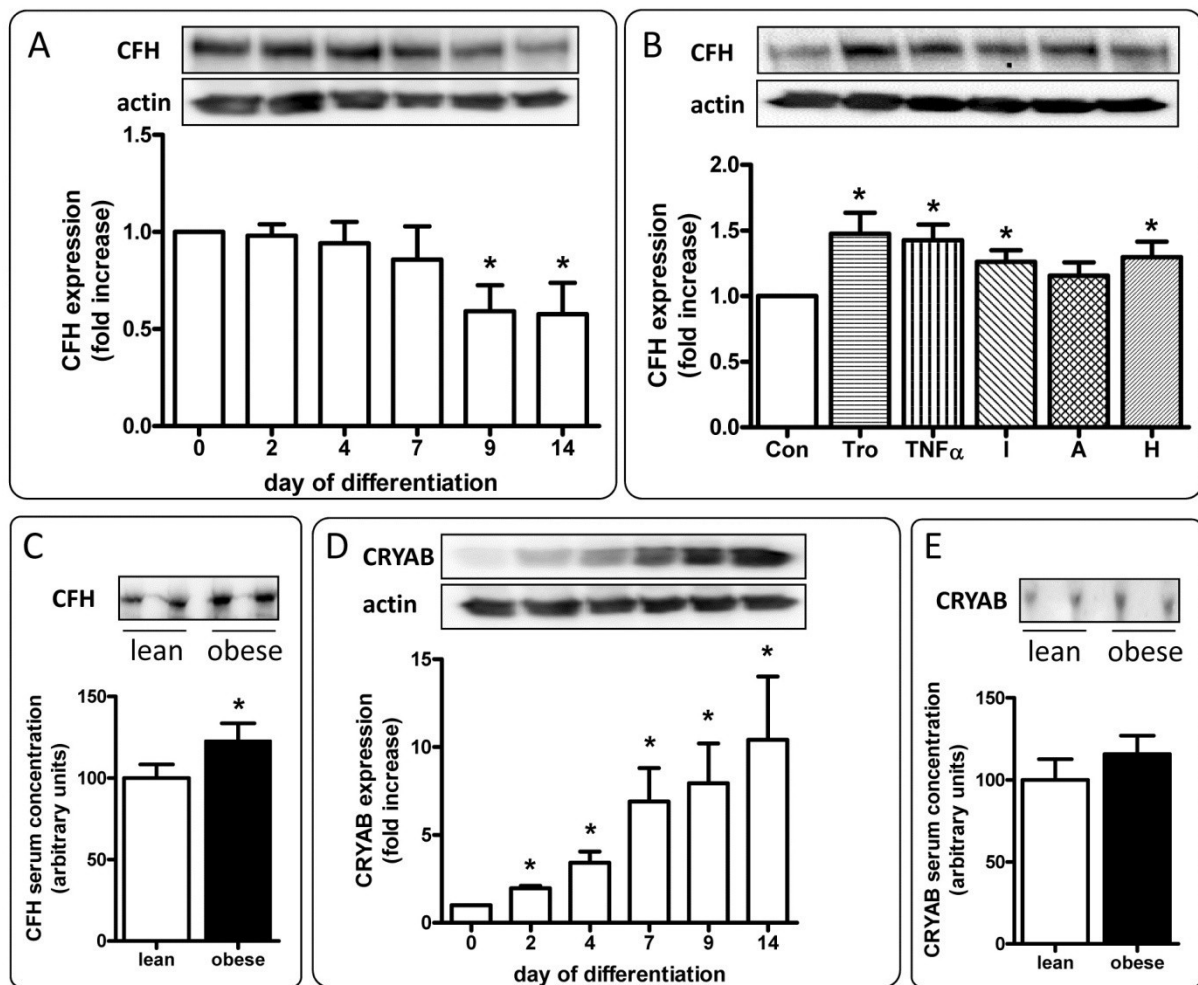 A
CFH
actin
CFH expression
(fold increase)
1.5
1.0
0.5
0.0
0 2 4 7 9 14
* *
day of differentiation
B
CFH
actin
CFH expression
(fold increase)
2.0
1.5
1.0
0.5
0.0
* * * *
Con Tro TNFα I A H
C
CFH
lean obese
CFH serum concentration
(arbitrary units)
150
100
50
0
*
lean obese
D
CRYAB
actin
CRYAB expression
(fold increase)
15
10
5
0
* * * * *
0 2 4 7 9 14
day of differentiation
E
CRYAB
lean obese
CRYAB serum concentration
(arbitrary units)
150
100
50
0
lean obese